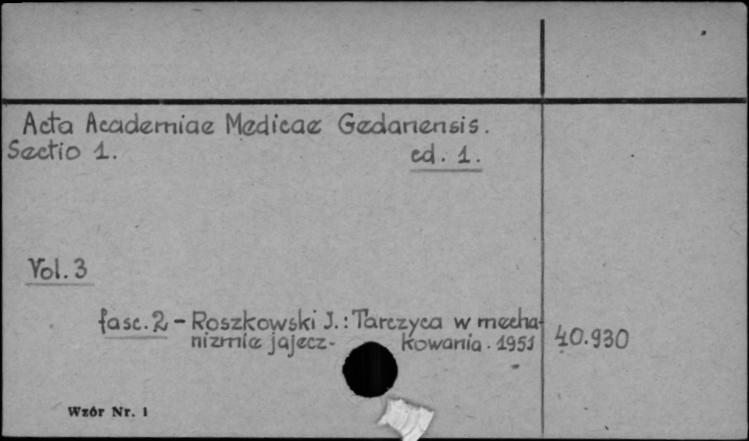 Acta Academiae Medicae Gedanensis.
Sectio 1. cd. 1.
Vol. 3
fasc. 2 - Roszkowski J.: Tarczyca w mecha-
nizmie jajecz- kowania. 1951 40.930
Wzór Nr. 1